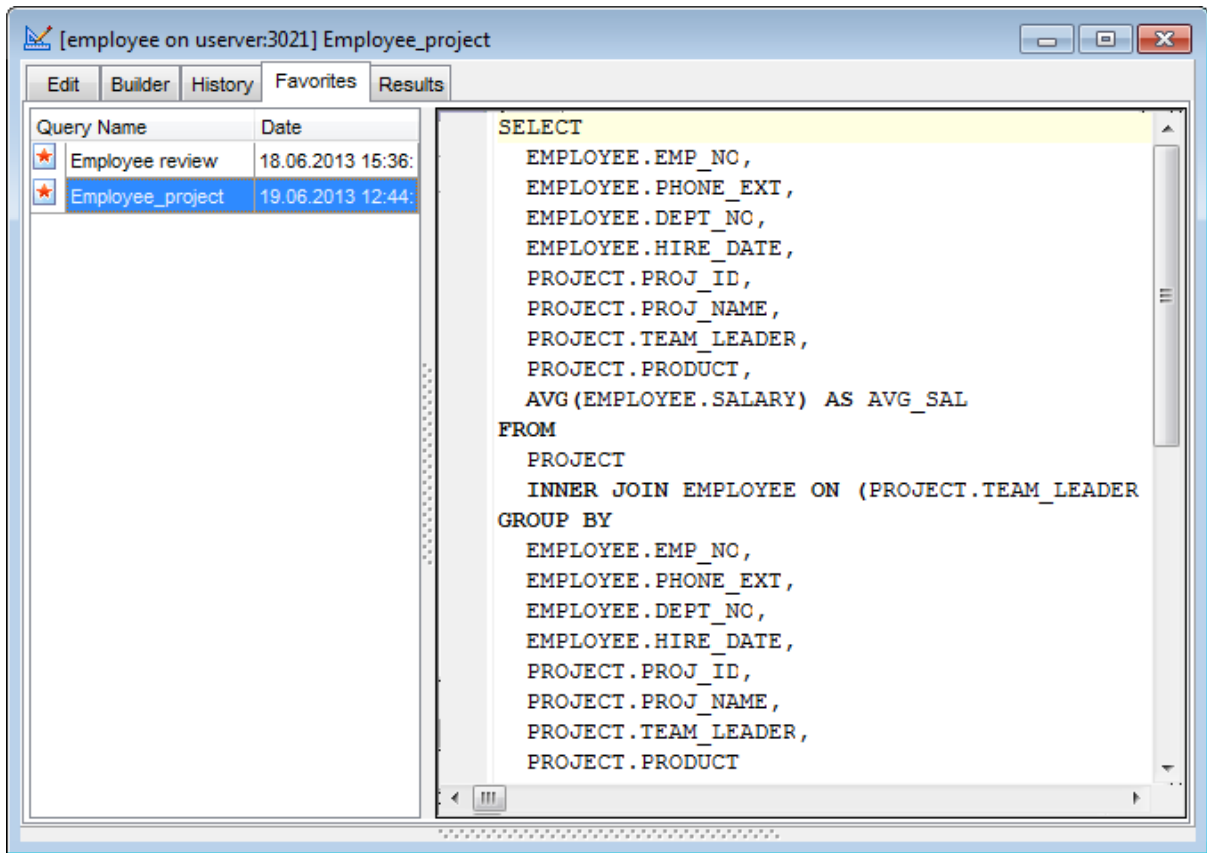 [employee on userver:3021] Employee_project
Edit Builder History Favorites Results
Query Name Date
Employee review 18.06.2013 15:36:
Employee_project 19.06.2013 12:44:
SELECT
EMPLOYEE.EMP_NO,
EMPLOYEE.PHONE_EXT,
EMPLOYEE.DEPT_NO,
EMPLOYEE.HIRE_DATE,
PROJECT.PROJ_ID,
PROJECT.PROJ_NAME,
PROJECT.TEAM_LEADER,
PROJECT.PRODUCT,
AVG(EMPLOYEE.SALARY) AS AVG_SAL
FROM
PROJECT
INNER JOIN EMPLOYEE ON (PROJECT.TEAM_LEADER
GROUP BY
EMPLOYEE.EMP_NO,
EMPLOYEE.PHONE_EXT,
EMPLOYEE.DEPT_NO,
EMPLOYEE.HIRE_DATE,
PROJECT.PROJ_ID,
PROJECT.PROJ_NAME,
PROJECT.TEAM_LEADER,
PROJECT.PRODUCT